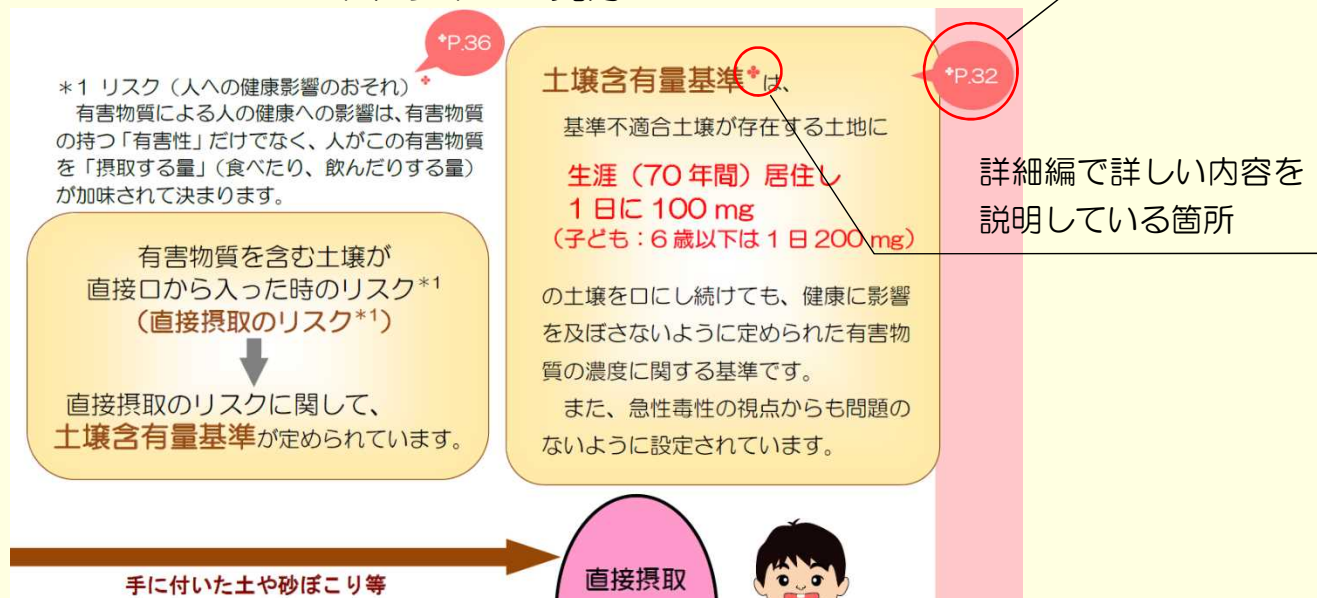 *P.36
*1 リスク（人への健康影響のおそれ）*
有害物質による人の健康への影響は、有害物質
の持つ「有害性」だけでなく、人がこの有害物質
を「摂取する量」（食べたり、飲んだりする量）
が加味されて決まります。
有害物質を含む土壌が
直接口から入った時のリスク*1
（直接摂取のリスク*1）
直接摂取のリスクに関して、
土壌含有量基準が定められています。
*P.32
土壌含有量基準*は、
基準不適合土壌が存在する土地に
生涯（70年間）居住し
1日に100 mg
（子ども：6歳以下は1日200 mg）
の土壌を口にし続けても、健康に影響
を及ぼさないように定められた有害物
質の濃度に関する基準です。
また、急性毒性の視点からも問題の
ないように設定されています。
詳細編で詳しい内容を
説明している箇所
手に付いた土や砂ぼこり等
直接摂取